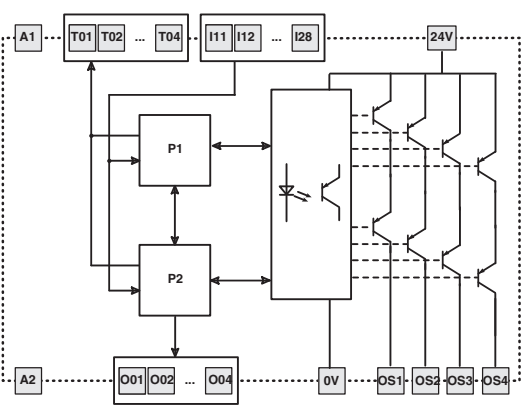 A1 T01 T02 ... T04 I11 I12 ... I28 24V
P1
P2
A2 O01 O02 ... O04 0V OS1 OS2 OS3 OS4